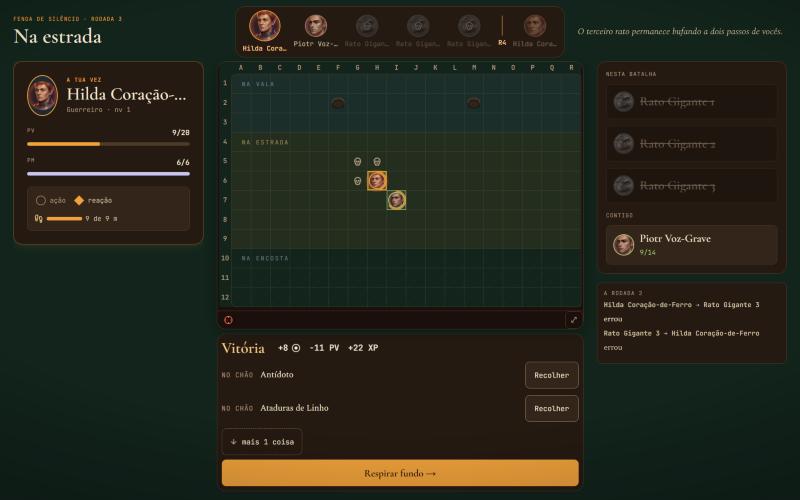 FENDA DE SILÊNCIO · RODADA 3
Na estrada
Hilda Cora…
Piotr Voz-…
Rato Gigan…
Rato Gigan…
Rato Gigan…
R4
Hilda Cora…
O terceiro rato permanece bufando a dois passos de vocês.
A TUA VEZ
Hilda Coração-...
Guerreiro · nv 1
PV
9/20
PM
6/6
ação
reação
9 de 9 m
A B C D E F G H I J K L M N O P Q R
1 NA VALA
2
3
4 NA ESTRADA
5
6
7
8
9
10 NA ENCOSTA
11
12
Vitória +8 -11 PV +22 XP
NO CHÃO Antídoto Recolher
NO CHÃO Ataduras de Linho Recolher
↓ mais 1 coisa
Respirar fundo →
NESTA BATALHA
Rato Gigante 1
Rato Gigante 2
Rato Gigante 3
CONTIGO
Piotr Voz-Grave
9/14
A RODADA 2
Hilda Coração-de-Ferro → Rato Gigante 3
errou
Rato Gigante 3 → Hilda Coração-de-Ferro
errou